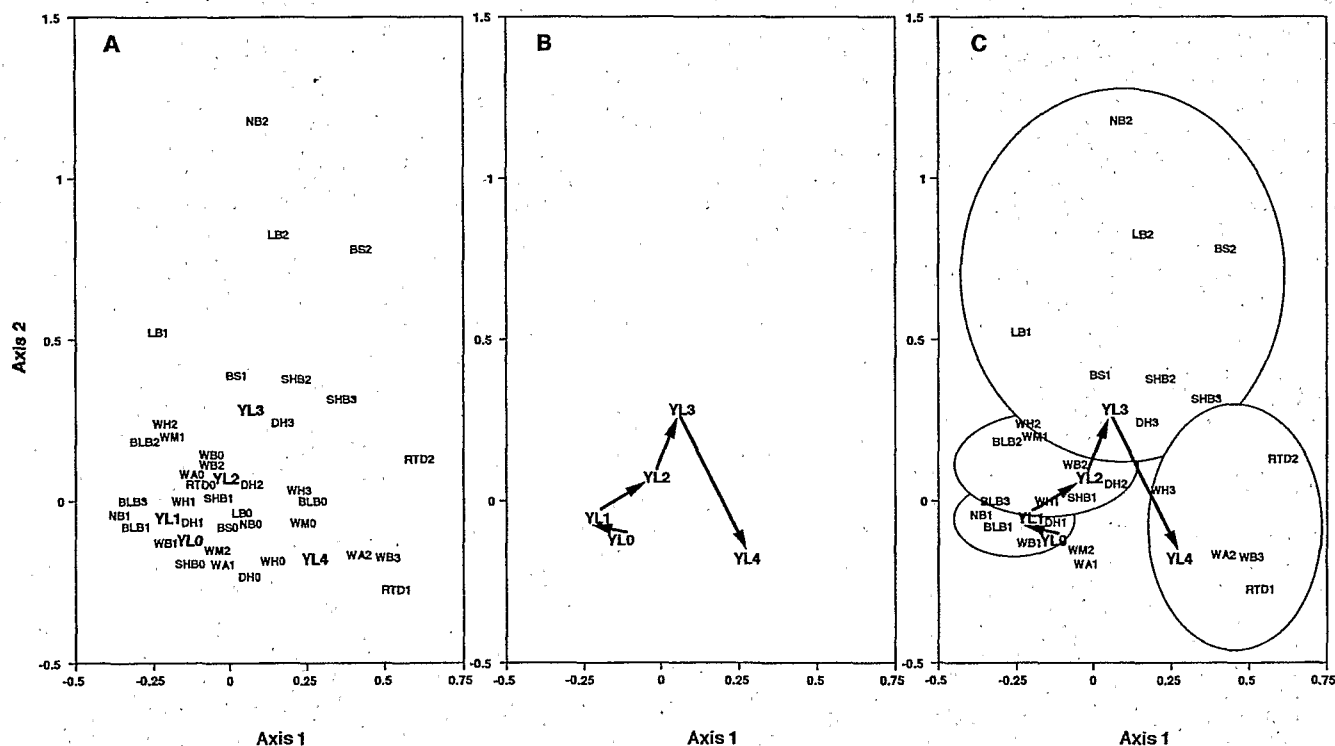 A
1.5
1
0.5
0
-0.5
Axis 2
NB2
LB2
BS2
LB1
BS1
SHB2
SHB3
YL3
DH3
WH2
WM1
BLB2
WB0
WB2
RTD2
WA0
YL2
RTD0
DH2
WH3
SHB1
BLB3
WH1
BLB0
LB0
NB1
YL1
DH1
BS0
NB0
WM0
BLB1
WB1
YL0
WM2
SHB0
WA1
WH0
YL4
WA2
WB3
DH0
RTD1
-0.5
-0.25
0
0.25
0.5
0.75
Axis 1
B
1.5
1
0.5
0
-0.5
YL3
YL2
YL1
YL0
YL4
-0.5
-0.25
0
0.25
0.5
0.75
Axis 1
C
1.5
1
0.5
0
-0.5
NB2
LB2
BS2
LB1
BS1
SHB2
SHB3
YL3
DH3
WH2
WM1
BLB2
WB2
RTD2
YL2
DH2
WH3
SHB1
BLB3
WH1
NB1
YL1
DH1
BLB1
WB1
YL0
WM2
WA1
YL4
WA2
WB3
RTD1
-0.5
-0.25
0
0.25
0.5
0.75
Axis 1